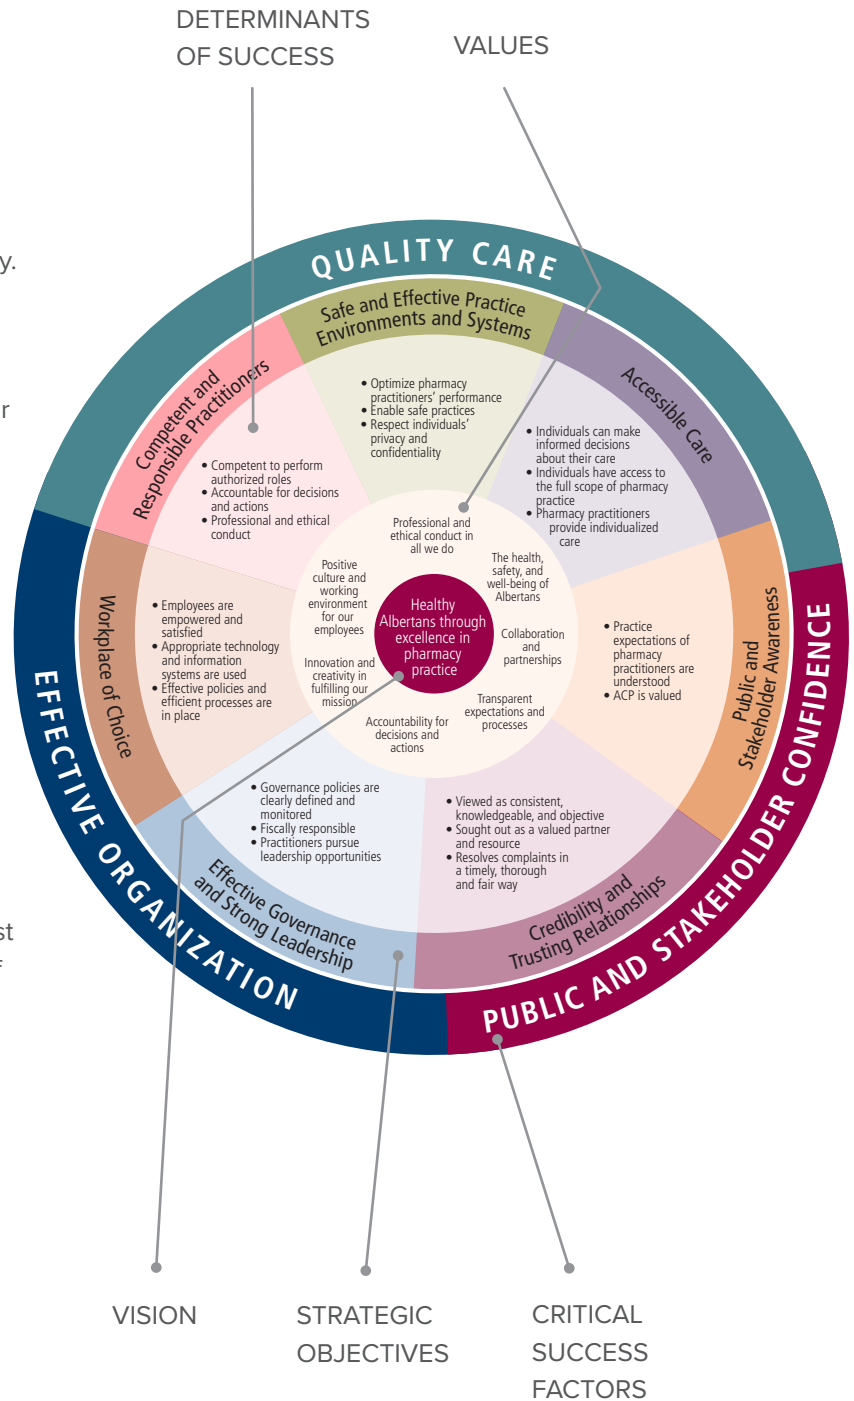 DETERMINANTS
OF SUCCESS
VALUES
y.
r
st
f
QUALITY CARE
Safe and Effective Practice
Environments and Systems
• Optimize pharmacy
practitioners' performance
• Enable safe practices
• Respect individuals'
privacy and
confidentiality
Accessible Care
• Individuals can make
informed decisions
about their care
• Individuals have access to
the full scope of pharmacy
practice
• Pharmacy practitioners
provide individualized
care
Competent and
Responsible Practitioners
• Competent to perform
authorized roles
• Accountable for decisions
and actions
• Professional and ethical
conduct
Professional and
ethical conduct in
all we do
The health,
safety, and
well-being of
Albertans
Collaboration
and
partnerships
Transparent
expectations and
processes
Accountability for
decisions and
actions
Innovation and
creativity in
fulfilling our
mission
Positive
culture and
working
environment
for our
employees
Healthy
Albertans through
excellence in
pharmacy
practice
PUBLIC AND STAKEHOLDER CONFIDENCE
Public and
Stakeholder Awareness
• Practice
expectations of
pharmacy
practitioners are
understood
• ACP is valued
Credibility and
Trusting Relationships
• Viewed as consistent,
knowledgeable, and objective
• Sought out as a valued partner
and resource
• Resolves complaints in
a timely, thorough
and fair way
EFFECTIVE ORGANIZATION
Workplace of Choice
• Employees are
empowered and
satisfied
• Appropriate technology
and information
systems are used
• Effective policies and
efficient processes are
in place
Effective Governance
and Strong Leadership
• Governance policies are
clearly defined and
monitored
• Fiscally responsible
• Practitioners pursue
leadership opportunities
VISION
STRATEGIC
OBJECTIVES
CRITICAL
SUCCESS
FACTORS